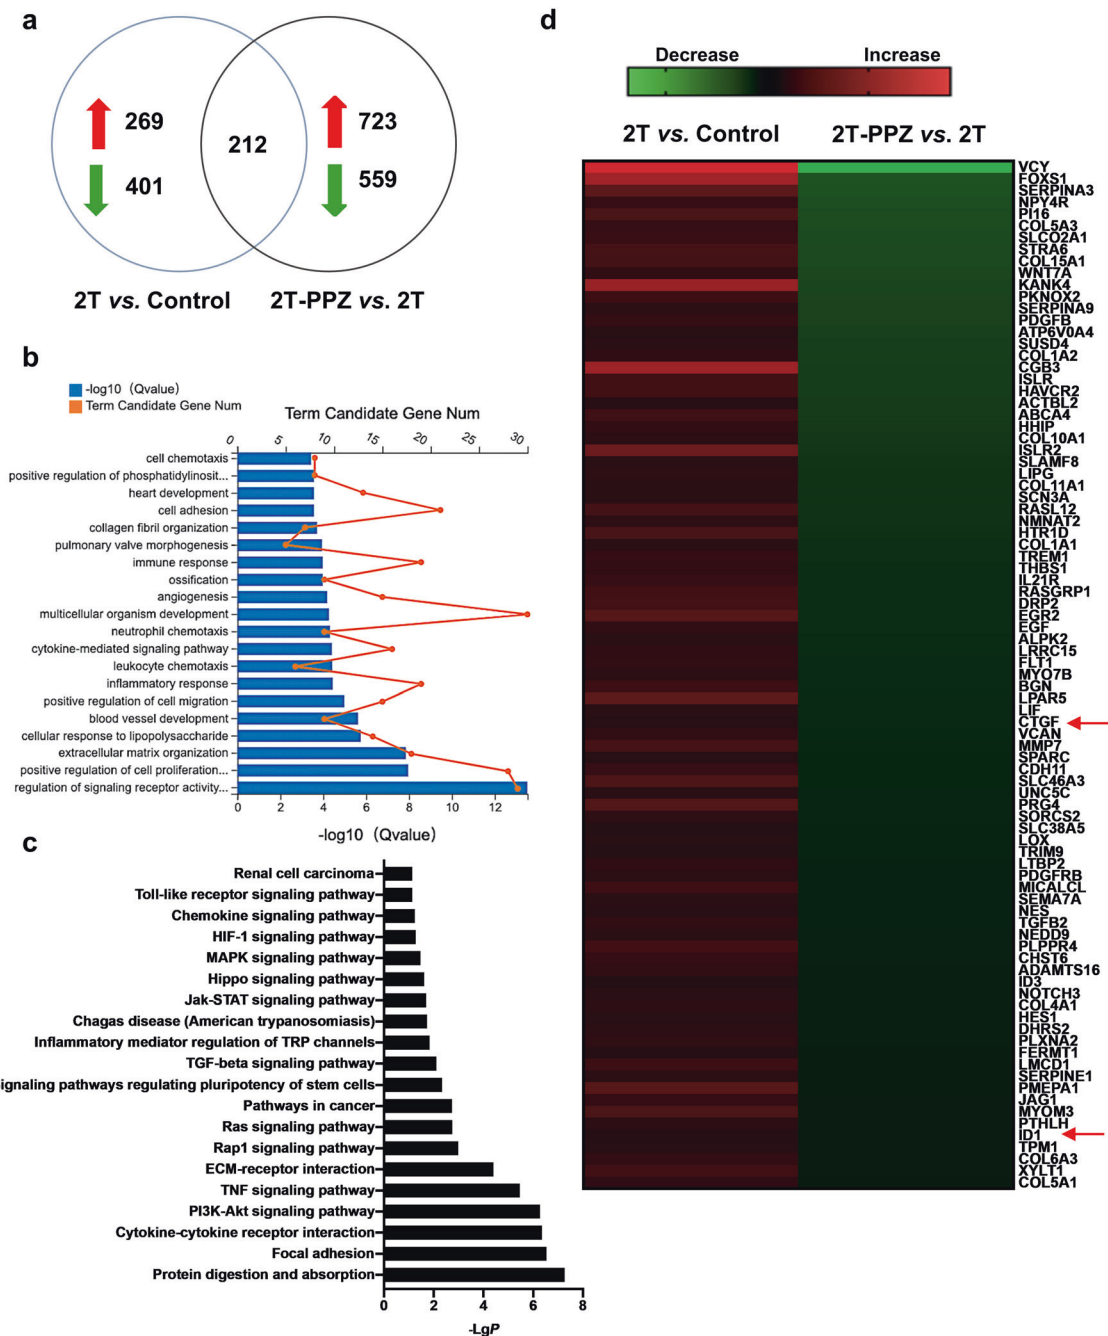 a
269
723
212
401
559
2T vs. Control
2T-PPZ vs. 2T
b
-log10 (Qvalue)
Term Candidate Gene Num
Term Candidate Gene Num
0 5 10 15 20 25 30
cell chemotaxis
positive regulation of phosphatidylinosit...
heart development
cell adhesion
collagen fibril organization
pulmonary valve morphogenesis
immune response
ossification
angiogenesis
multicellular organism development
neutrophil chemotaxis
cytokine-mediated signaling pathway
leukocyte chemotaxis
inflammatory response
positive regulation of cell migration
blood vessel development
cellular response to lipopolysaccharide
extracellular matrix organization
positive regulation of cell proliferation...
regulation of signaling receptor activity...
0 2 4 6 8 10 12
-log10 (Qvalue)
c
Renal cell carcinoma
Toll-like receptor signaling pathway
Chemokine signaling pathway
HIF-1 signaling pathway
MAPK signaling pathway
Hippo signaling pathway
Jak-STAT signaling pathway
Chagas disease (American trypanosomiasis)
Inflammatory mediator regulation of TRP channels
TGF-beta signaling pathway
ignaling pathways regulating pluripotency of stem cells
Pathways in cancer
Ras signaling pathway
Rap1 signaling pathway
ECM-receptor interaction
TNF signaling pathway
PI3K-Akt signaling pathway
Cytokine-cytokine receptor interaction
Focal adhesion
Protein digestion and absorption
0 2 4 6 8
-LgP
d
Decrease
Increase
2T vs. Control
2T-PPZ vs. 2T
VCY
FOXS1
SERPINA3
NPY4R
PI16
COL5A3
SLCO2A1
STRA6
COL15A1
WNT7A
KANK4
PKNOX2
SERPINA9
PDGFB
ATP6V0A4
SUSD4
COL1A2
CGB3
ISLR
HAVCR2
ACTBL2
ABCA4
HHIP
COL10A1
ISLR2
SLAMF8
LIPG
COL11A1
SCN3A
RASL12
NMNAT2
HTR1D
COL1A1
TREM1
THBS1
IL21R
RASGRP1
DRP2
EGR2
EGF
ALPK2
LRRC15
FLT1
MYO7B
BGN
LPAR5
LIF
CTGF
VCAN
MMP7
SPARC
CDH11
SLC46A3
UNC5C
PRG4
SORCS2
SLC38A5
LOX
TRIM9
LTBP2
PDGFRB
MICALCL
SEMA7A
NES
TGFB2
NEDD9
PLPPR4
CHST6
ADAMTS16
ID3
NOTCH3
COL4A1
HES1
DHRS2
PLXNA2
FERMT1
LMCD1
SERPINE1
PMEPA1
JAG1
MYOM3
PTHLH
ID1
TPM1
COL6A3
XYLT1
COL5A1